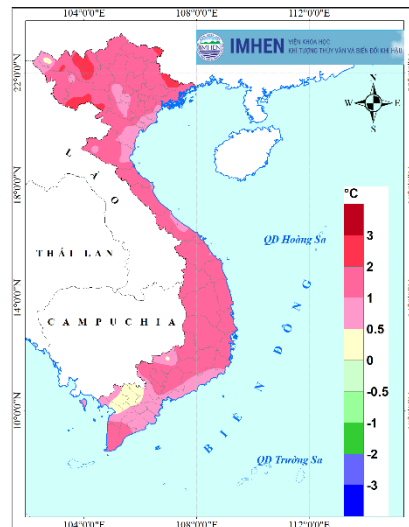 104°0'0"E
108°0'0"E
112°0'0"E
IMHEN
VIỆN KHOA HỌC
KHÍ TƯỢNG THỦY VĂN VÀ BIẾN ĐỔI KHÍ HẬU
22°0'0"N
N
W
E
S
LÀO
18°0'0"N
°C
QĐ Hoàng Sa
THÁI LAN
3
2
14°0'0"N
1
CAMPUCHIA
0.5
0
-0.5
-1
10°0'0"N
-2
BIỂN ĐÔNG
QĐ Trường Sa
-3
104°0'0"E
108°0'0"E
112°0'0"E